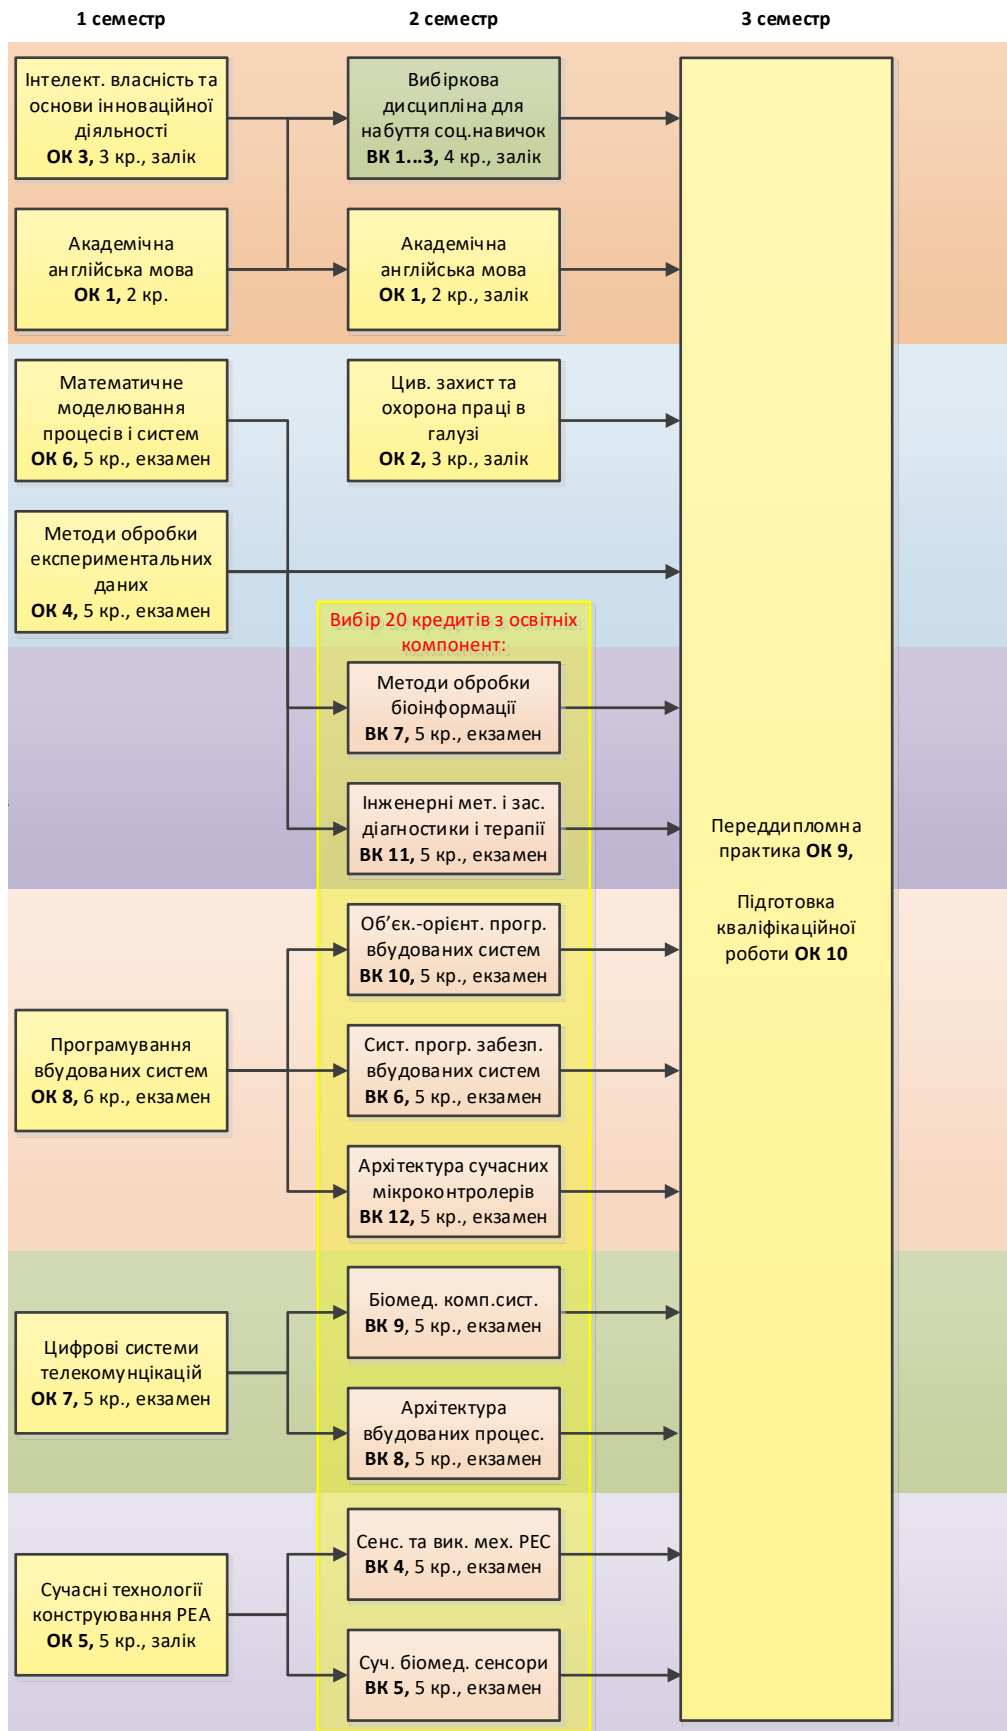 1 семестр
2 семестр
3 семестр
Інтелект. власність та
основи інноваційної
діяльності
ОК 3, 3 кр., залік
Вибіркова
дисципліна для
набуття соц.навичок
ВК 1...3, 4 кр., залік
Академічна
англійська мова
ОК 1, 2 кр.
Академічна
англійська мова
ОК 1, 2 кр., залік
Математичне
моделювання
процесів і систем
ОК 6, 5 кр., екзамен
Цив. захист та
охорона праці в
галузі
ОК 2, 3 кр., залік
Методи обробки
експериментальних
даних
ОК 4, 5 кр., екзамен
Вибір 20 кредитів з освітніх
компонент:
Методи обробки
біоінформації
ВК 7, 5 кр., екзамен
Інженерні мет. і зас.
діагностики і терапії
ВК 11, 5 кр., екзамен
Переддипломна
практика ОК 9,
Підготовка
кваліфікаційної
роботи ОК 10
Об’єк.-орієнт. прогр.
вбудованих систем
ВК 10, 5 кр., екзамен
Програмування
вбудованих систем
ОК 8, 6 кр., екзамен
Сист. прогр. забезп.
вбудованих систем
ВК 6, 5 кр., екзамен
Архітектура сучасних
мікроконтролерів
ВК 12, 5 кр., екзамен
Цифрові системи
телекомунцікацій
ОК 7, 5 кр., екзамен
Біомед. комп.сист.
ВК 9, 5 кр., екзамен
Архітектура
вбудованих процес.
ВК 8, 5 кр., екзамен
Сучасні технології
конструювання РЕА
ОК 5, 5 кр., залік
Сенс. та вик. мех. РЕС
ВК 4, 5 кр., екзамен
Суч. біомед. сенсори
ВК 5, 5 кр., екзамен